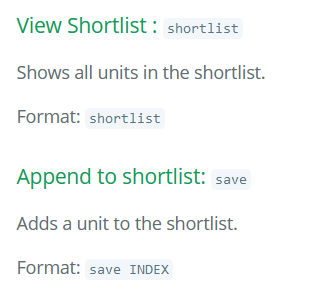 View Shortlist : shortlist
Shows all units in the shortlist.
Format: shortlist
Append to shortlist: save
Adds a unit to the shortlist.
Format: save INDEX